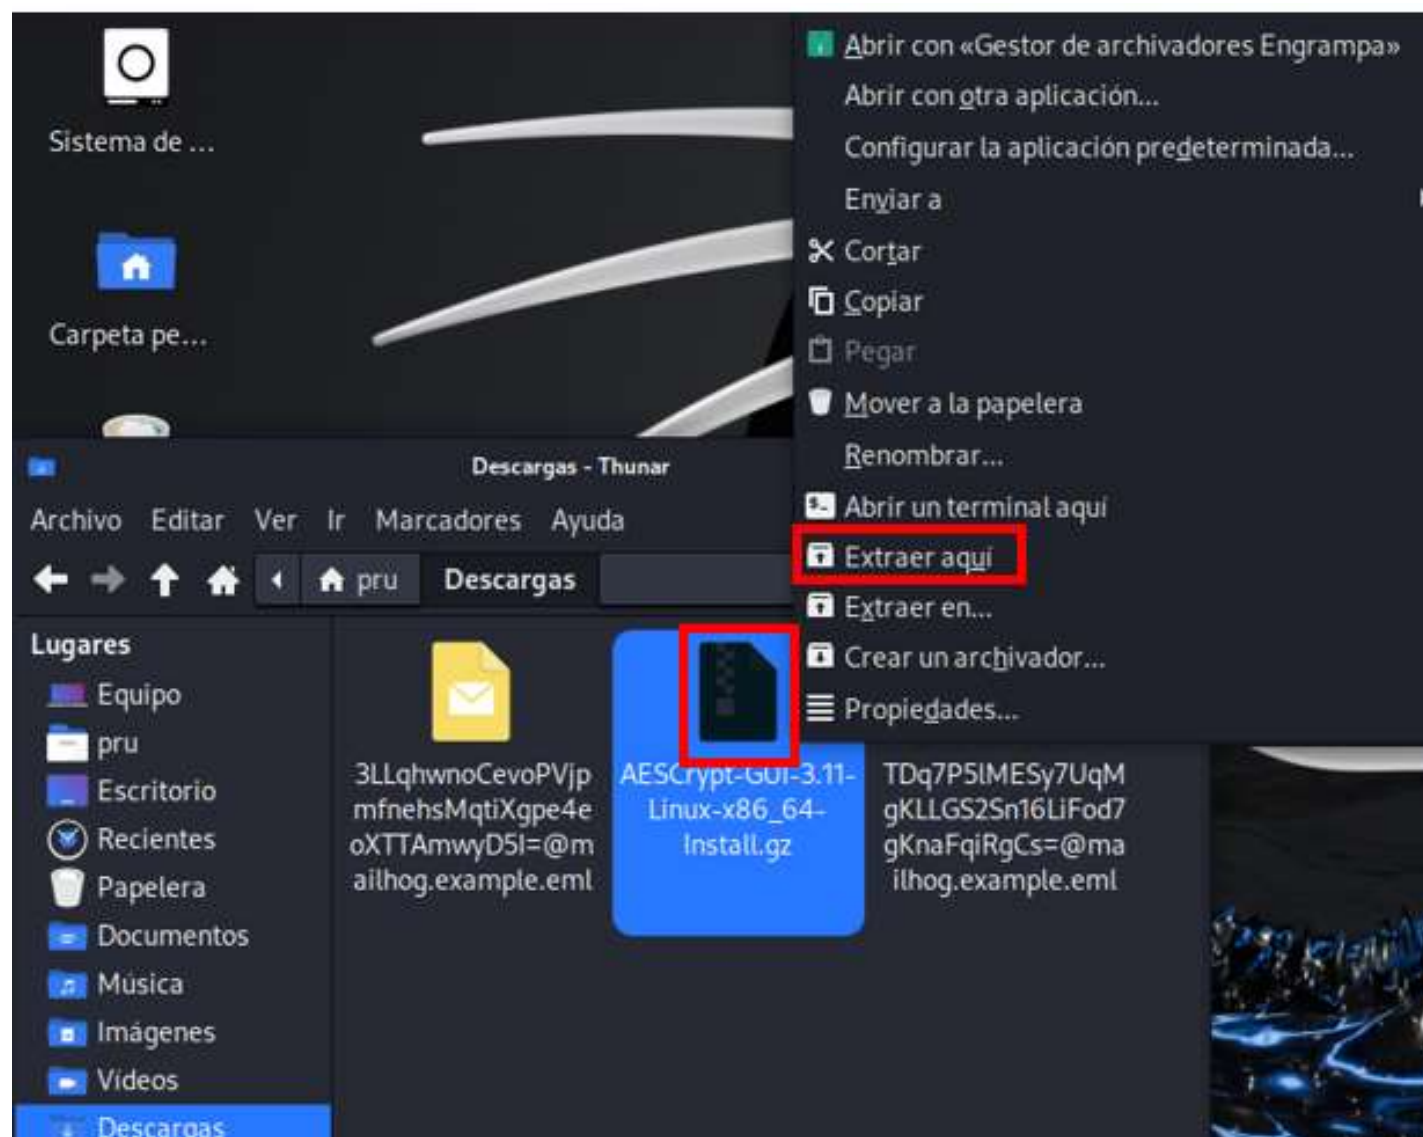 Sistema de ...
Carpeta pe...
Abrir con «Gestor de archivadores Engrampa»
Abrir con otra aplicación...
Configurar la aplicación predeterminada...
Enviar a
Cortar
Copiar
Pegar
Mover a la papelera
Renombrar...
Abrir un terminal aquí
Extraer aquí
Extraer en...
Crear un archivador...
Propiedades...
Descargas - Thunar
Archivo Editar Ver Ir Marcadores Ayuda
pru Descargas
Lugares
Equipo
pru
Escritorio
Recientes
Papelera
Documentos
Música
Imágenes
Vídeos
Descargas
3LLqhwnoCevoPVjp
mfnehsMqtiXgpe4e
oXTTAmwyD5I=@m
ailhog.example.eml
AESCrypt-GUI-3.11-
Linux-x86_64-
Install.gz
TDq7P5lMESy7UqM
gKLLGS2Sn16LiFod7
gKnaFqiRgCs=@ma
ilhog.example.eml